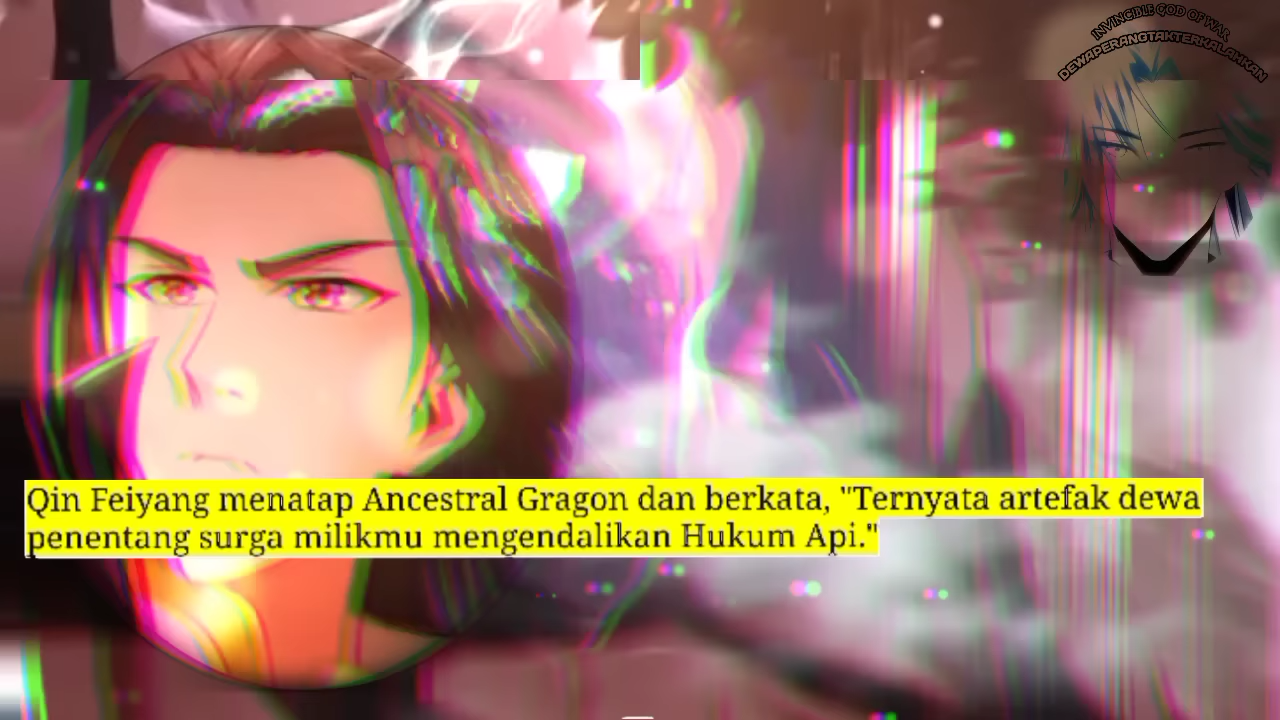 INVINCIBLE GOD OF WAR
DEWAPERANGTAKTERKALAHKAN
Qin Feiyang menatap Ancestral Gragon dan berkata, "Ternyata artefak dewa
penentang surga milikmu mengendalikan Hukum Api."